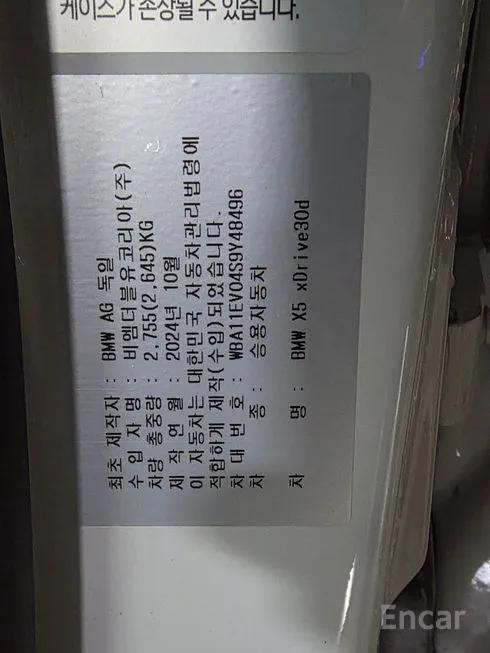 케이스가 손상될 수 있습니다.
최초 제작자 : BMW AG 독일
수 입 자 명 : 비엠더블유코리아(주)
차량 총중량 : 2,755(2,645)KG
제 작 연 월 : 2024년 10월
이 자동차는 대한민국 자동차관리법령에
적합하게 제작(수입)되었습니다.
차 대 번 호 : WBA11EV04S9Y48496
차 종 : 승용자동차
차 명 : BMW X5 xDrive30d
Encar